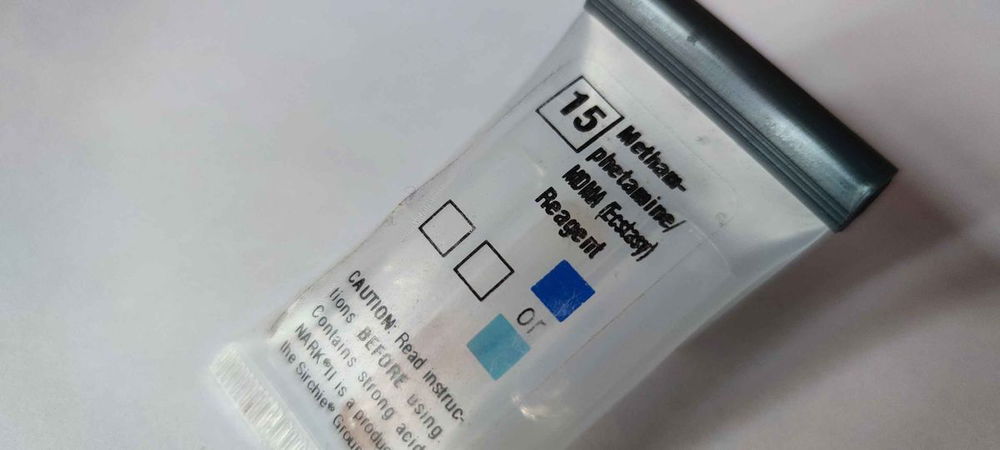 15
Metham-
phetamine/
MDMA (Ecstasy)
Reagent
or
CAUTION: Read instruc-
tions BEFORE using.
Contains strong acid
NARK® II is a produc
the Sirchie® Group